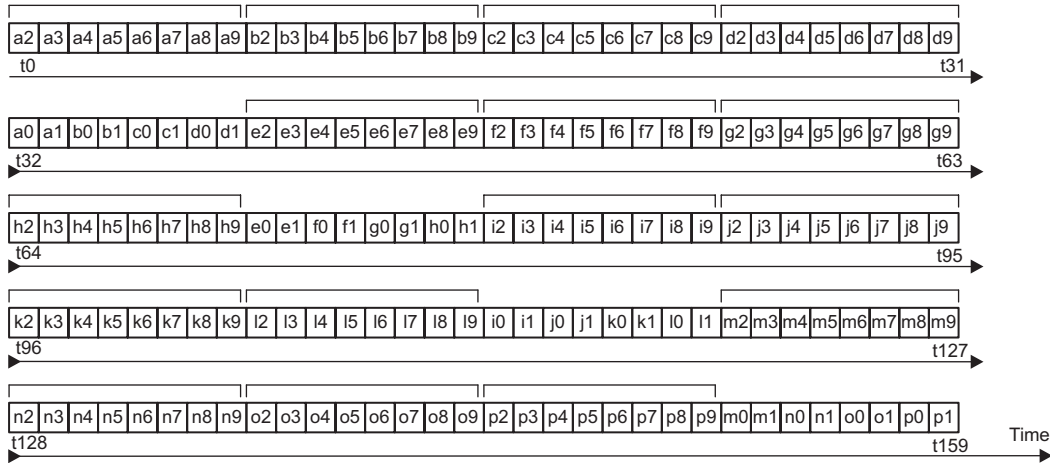 a2 a3 a4 a5 a6 a7 a8 a9 b2 b3 b4 b5 b6 b7 b8 b9 c2 c3 c4 c5 c6 c7 c8 c9 d2 d3 d4 d5 d6 d7 d8 d9
t0 t31
a0 a1 b0 b1 c0 c1 d0 d1 e2 e3 e4 e5 e6 e7 e8 e9 f2 f3 f4 f5 f6 f7 f8 f9 g2 g3 g4 g5 g6 g7 g8 g9
t32 t63
h2 h3 h4 h5 h6 h7 h8 h9 e0 e1 f0 f1 g0 g1 h0 h1 i2 i3 i4 i5 i6 i7 i8 i9 j2 j3 j4 j5 j6 j7 j8 j9
t64 t95
k2 k3 k4 k5 k6 k7 k8 k9 l2 l3 l4 l5 l6 l7 l8 l9 i0 i1 j0 j1 k0 k1 l0 l1 m2 m3 m4 m5 m6 m7 m8 m9
t96 t127
n2 n3 n4 n5 n6 n7 n8 n9 o2 o3 o4 o5 o6 o7 o8 o9 p2 p3 p4 p5 p6 p7 p8 p9 m0 m1 n0 n1 o0 o1 p0 p1
t128 t159 Time